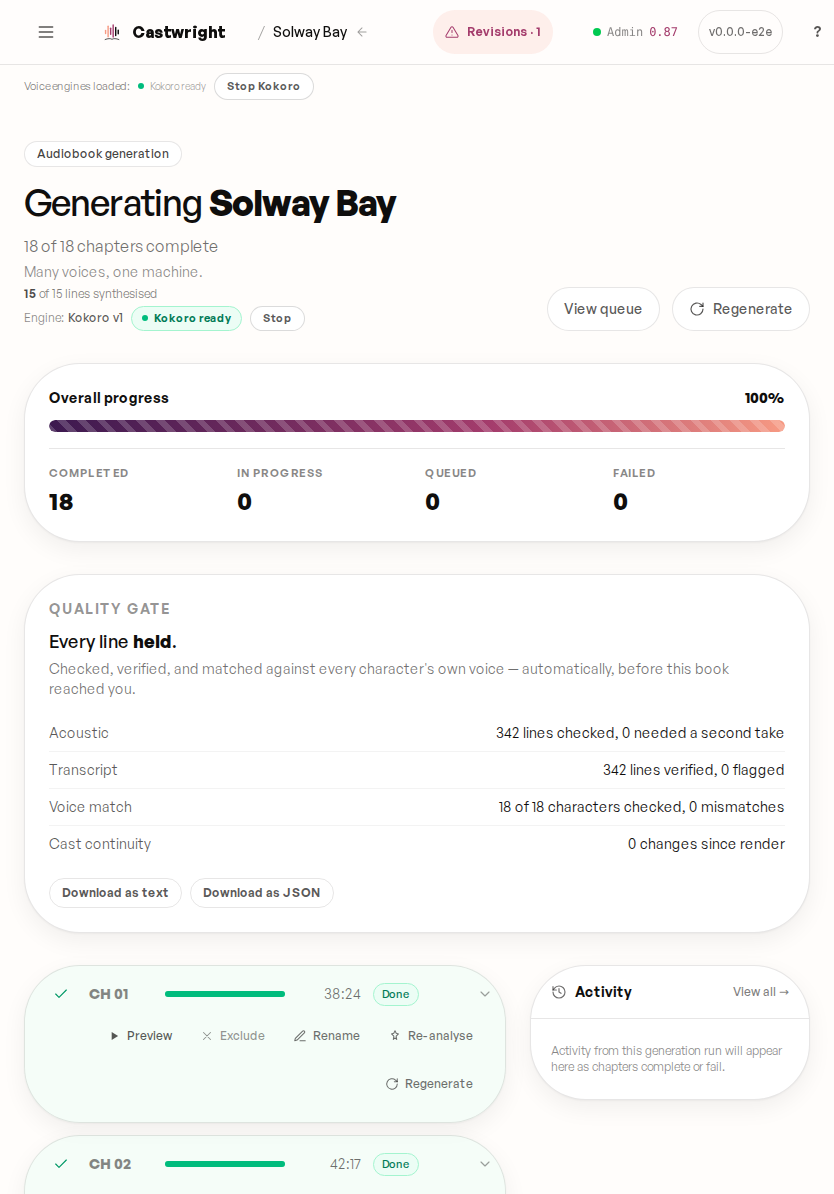 Castwright
/ Solway Bay ←
Revisions · 1
Admin 0.87
v0.0.0-e2e
?
Voice engines loaded: Kokoro ready Stop Kokoro
Audiobook generation
Generating Solway Bay
18 of 18 chapters complete
Many voices, one machine.
15 of 15 lines synthesised
Engine: Kokoro v1 Kokoro ready Stop
View queue
Regenerate
Overall progress 100%
COMPLETED IN PROGRESS QUEUED FAILED
18 0 0 0
QUALITY GATE
Every line held.
Checked, verified, and matched against every character's own voice — automatically, before this book
reached you.
Acoustic 342 lines checked, 0 needed a second take
Transcript 342 lines verified, 0 flagged
Voice match 18 of 18 characters checked, 0 mismatches
Cast continuity 0 changes since render
Download as text Download as JSON
CH 01 38:24 Done
Preview Exclude Rename Re-analyse
Regenerate
CH 02 42:17 Done
Activity View all →
Activity from this generation run will appear
here as chapters complete or fail.